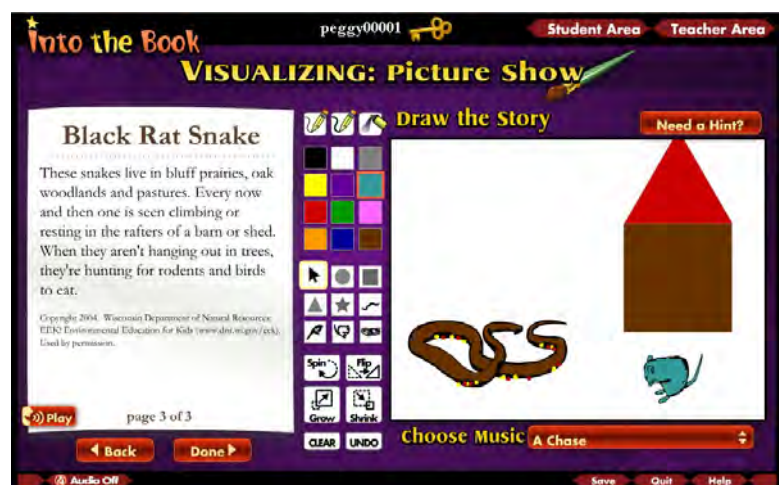 Into the Book
peggy00001
Student Area
Teacher Area
VISUALIZING: Picture Show
Black Rat Snake
These snakes live in bluff prairies, oak
woodlands and pastures. Every now
and then one is seen climbing or
resting in the rafters of a barn or shed.
When they aren't hanging out in trees,
they're hunting for rodents and birds
to eat.
Copyright 2004. Wisconsin Department of Natural Resources
EEK! Environmental Education for Kids (www.dnr.wi.gov/eek).
Used by permission.
Play
page 3 of 3
Back
Done
Draw the Story
Need a Hint?
Spin
Flip
Grow
Shrink
CLEAR
UNDO
Choose Music
A Chase
Audio Off
Save
Quit
Help